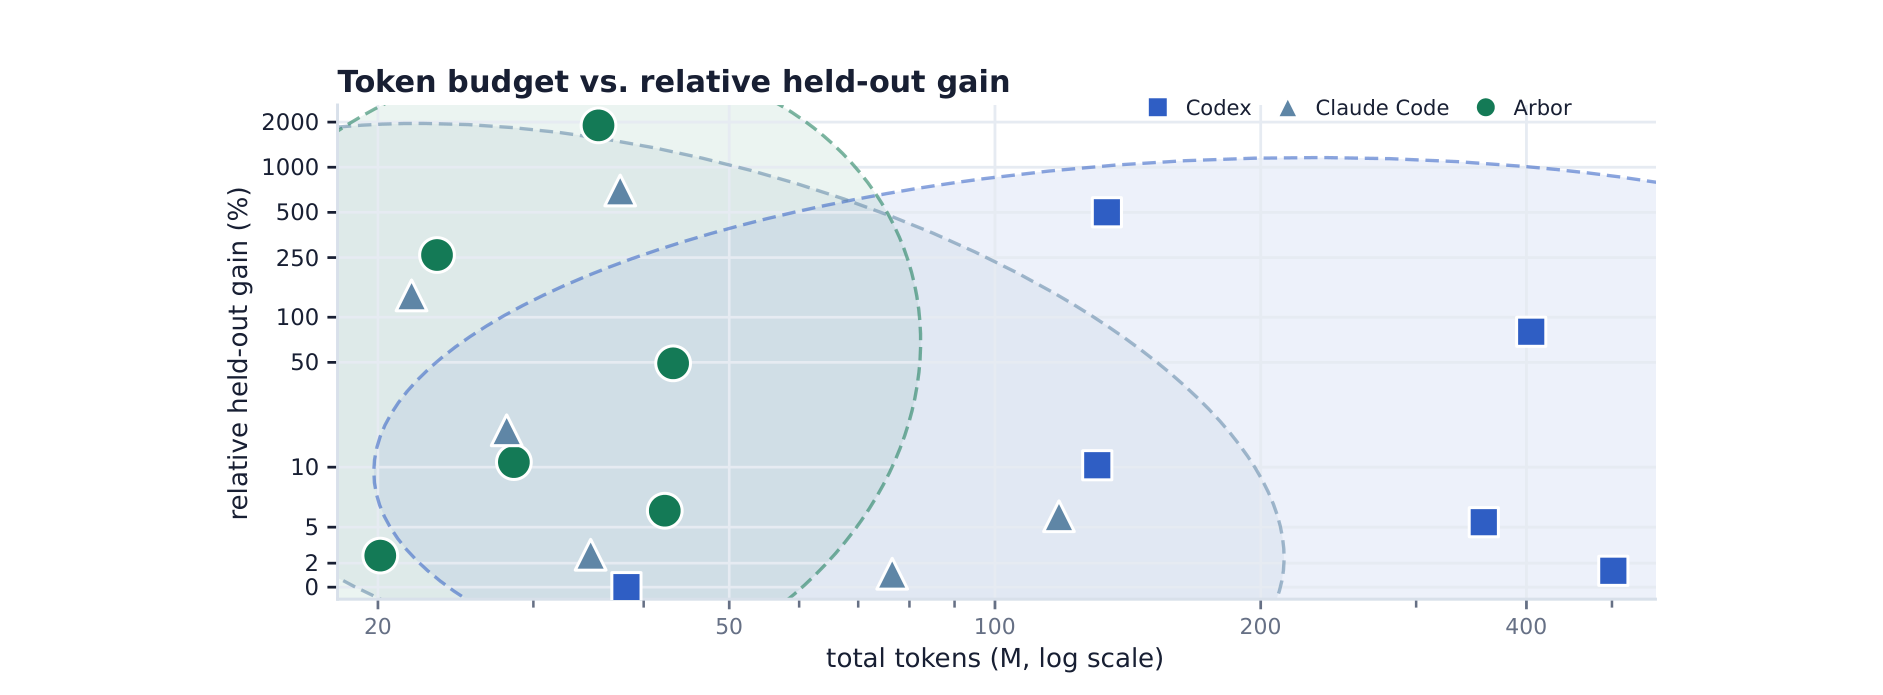 Token budget vs. relative held-out gain
Codex
Claude Code
Arbor
relative held-out gain (%)
2000
1000
500
250
100
50
10
5
2
0
20
50
100
200
400
total tokens (M, log scale)